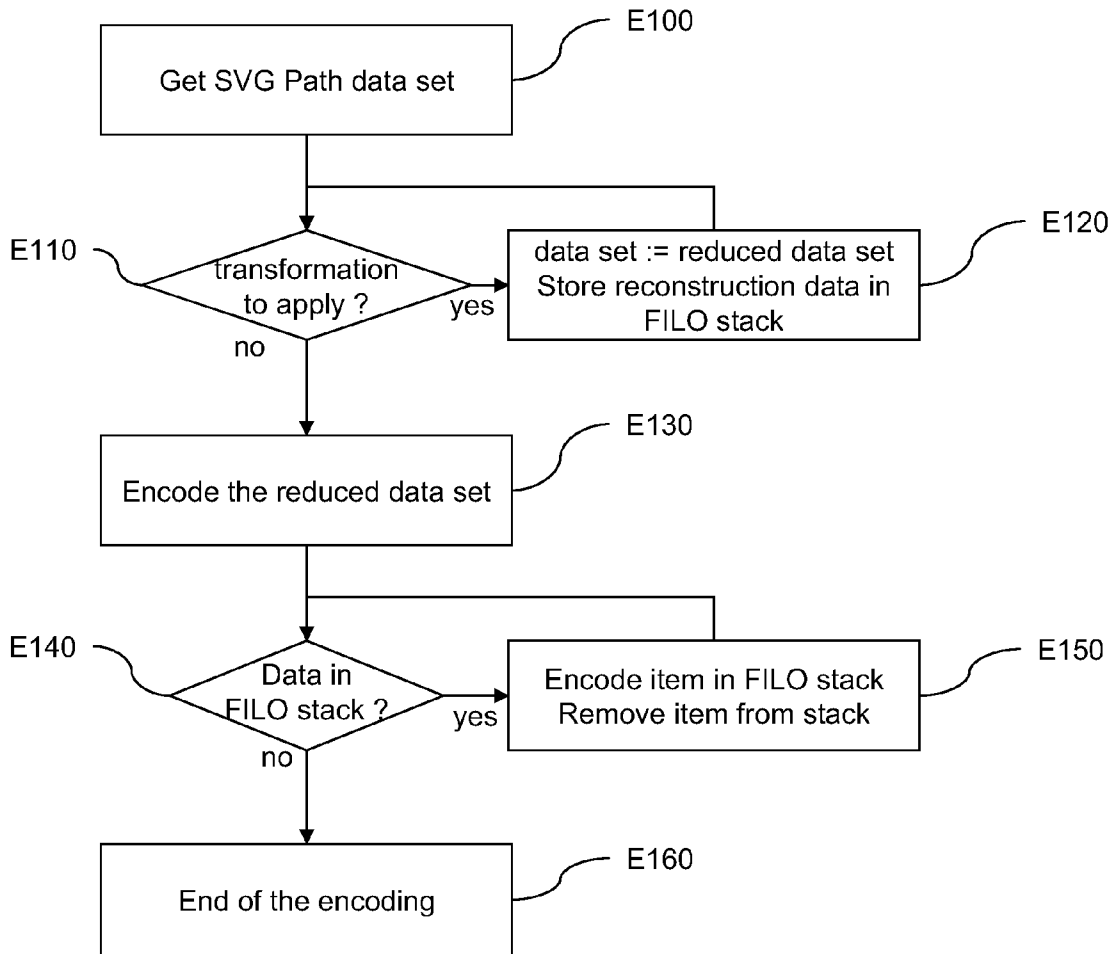 E100
Get SVG Path data set
E110
transformation
to apply ?
yes
no
E120
data set := reduced data set
Store reconstruction data in
FILO stack
E130
Encode the reduced data set
E140
Data in
FILO stack ?
yes
no
E150
Encode item in FILO stack
Remove item from stack
E160
End of the encoding